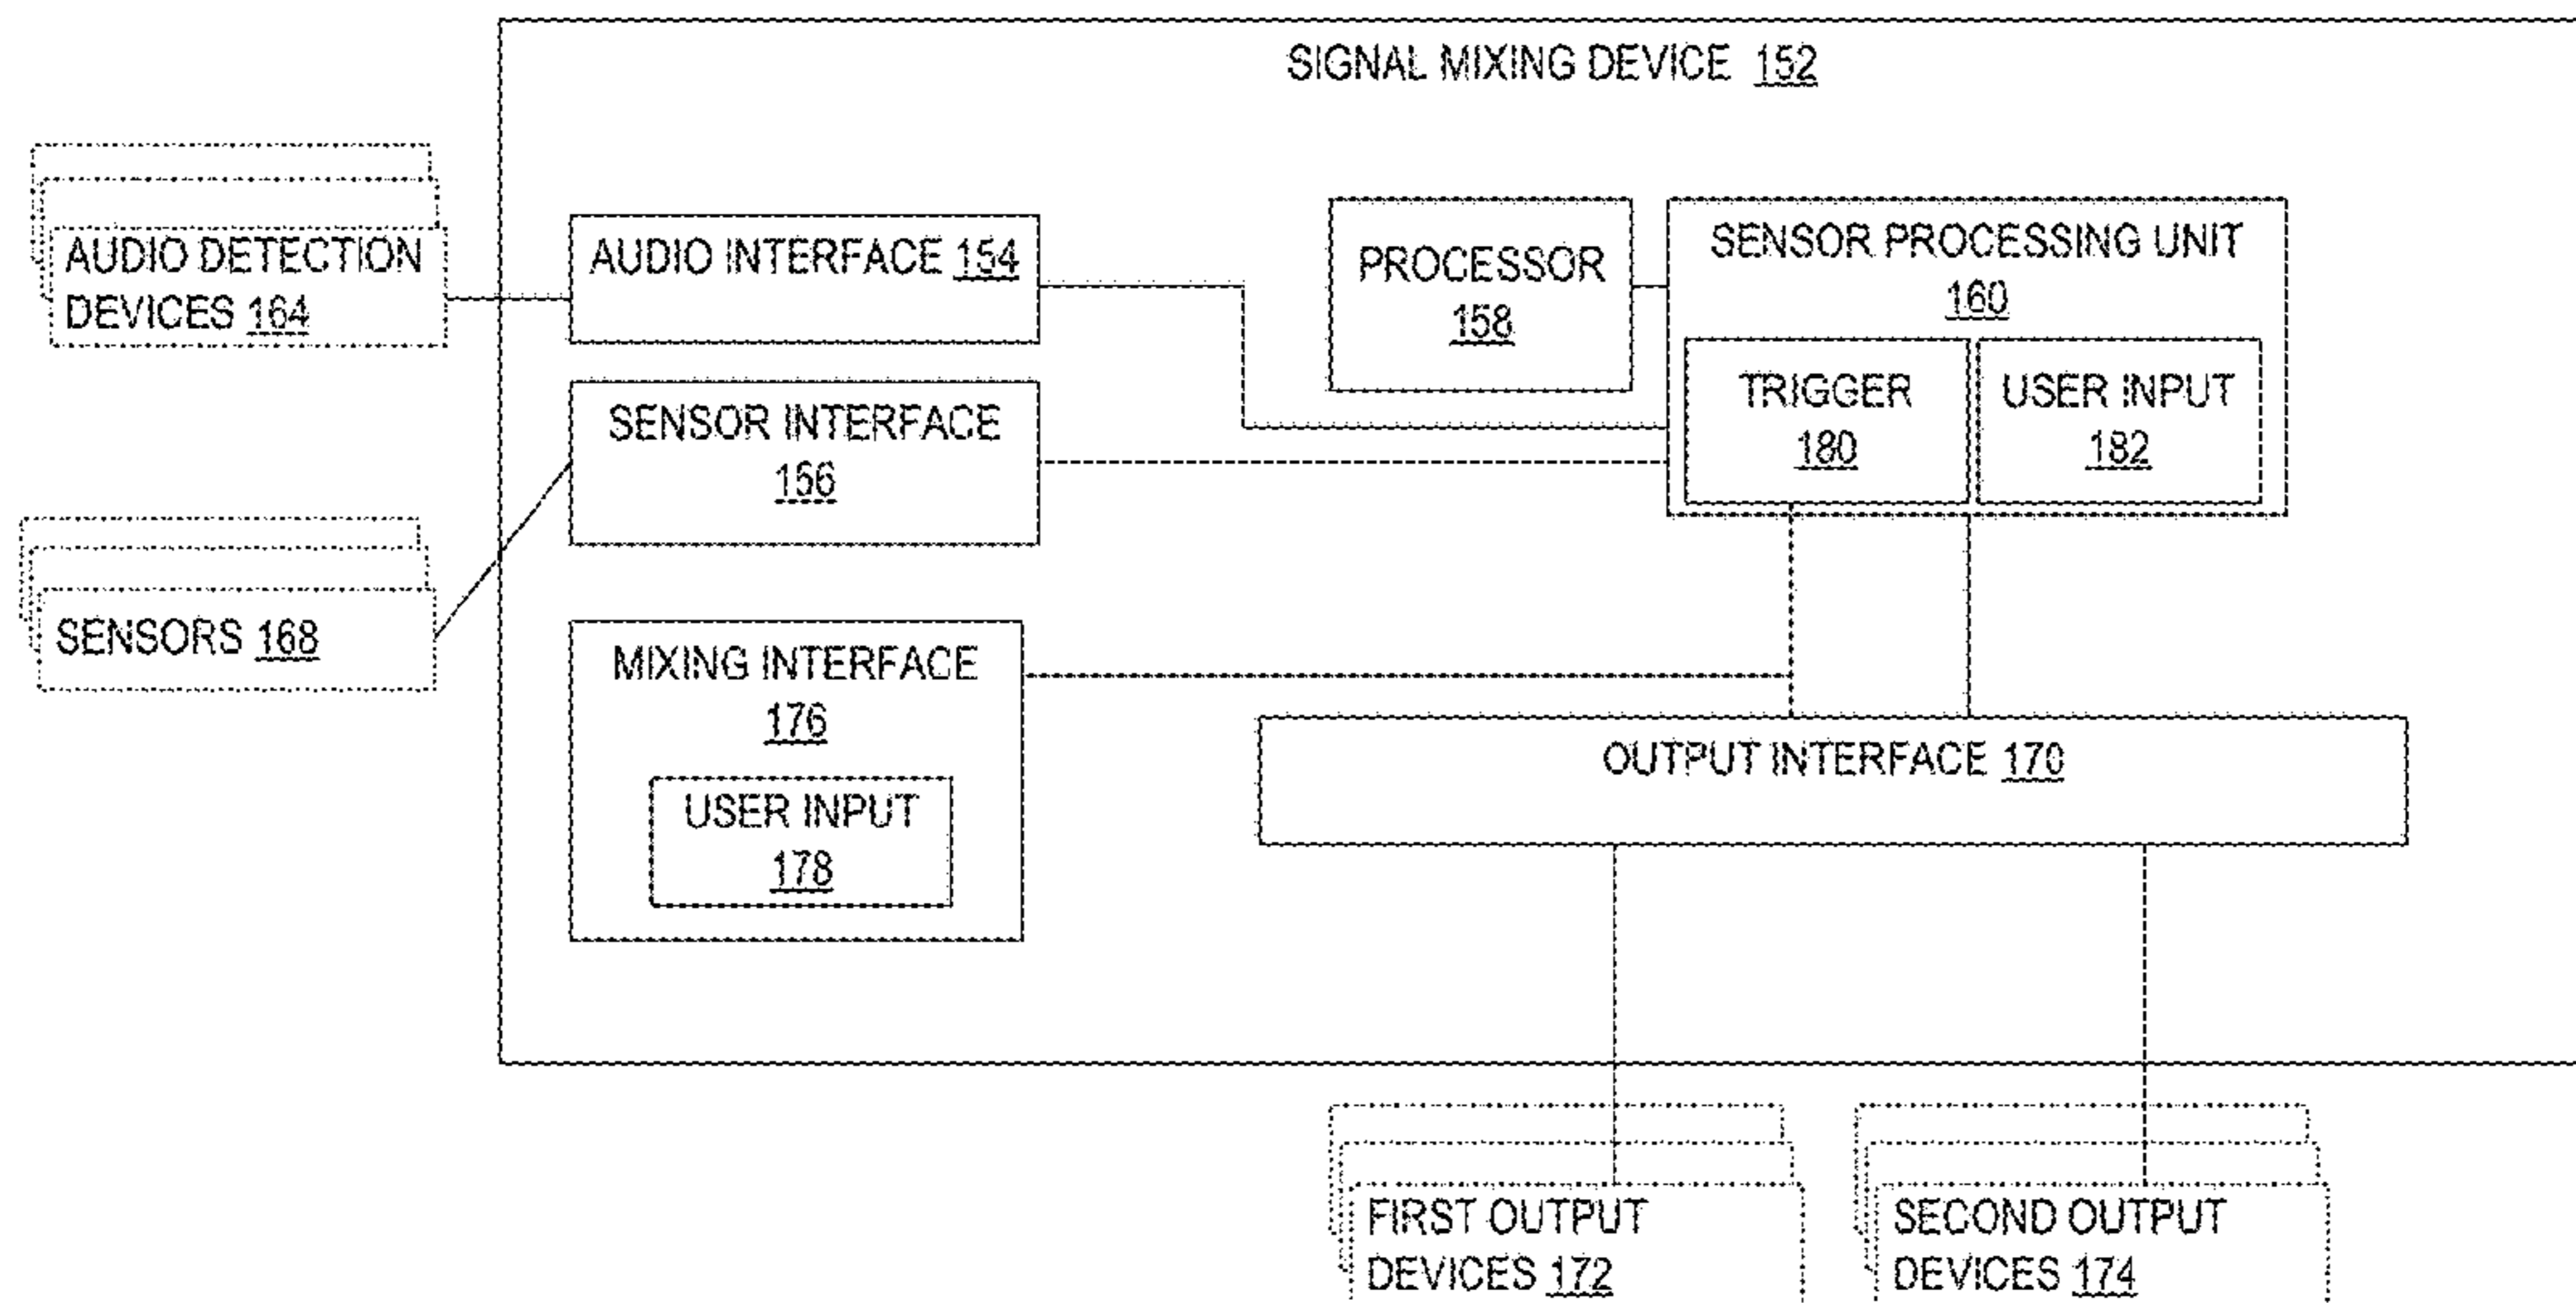 SIGNAL MIXING DEVICE 152
AUDIO DETECTION
DEVICES 164
AUDIO INTERFACE 154
PROCESSOR
158
SENSOR PROCESSING UNIT
160
TRIGGER
180
USER INPUT
182
SENSOR INTERFACE
156
SENSORS 168
MIXING INTERFACE
176
USER INPUT
178
OUTPUT INTERFACE 170
FIRST OUTPUT
DEVICES 172
SECOND OUTPUT
DEVICES 174